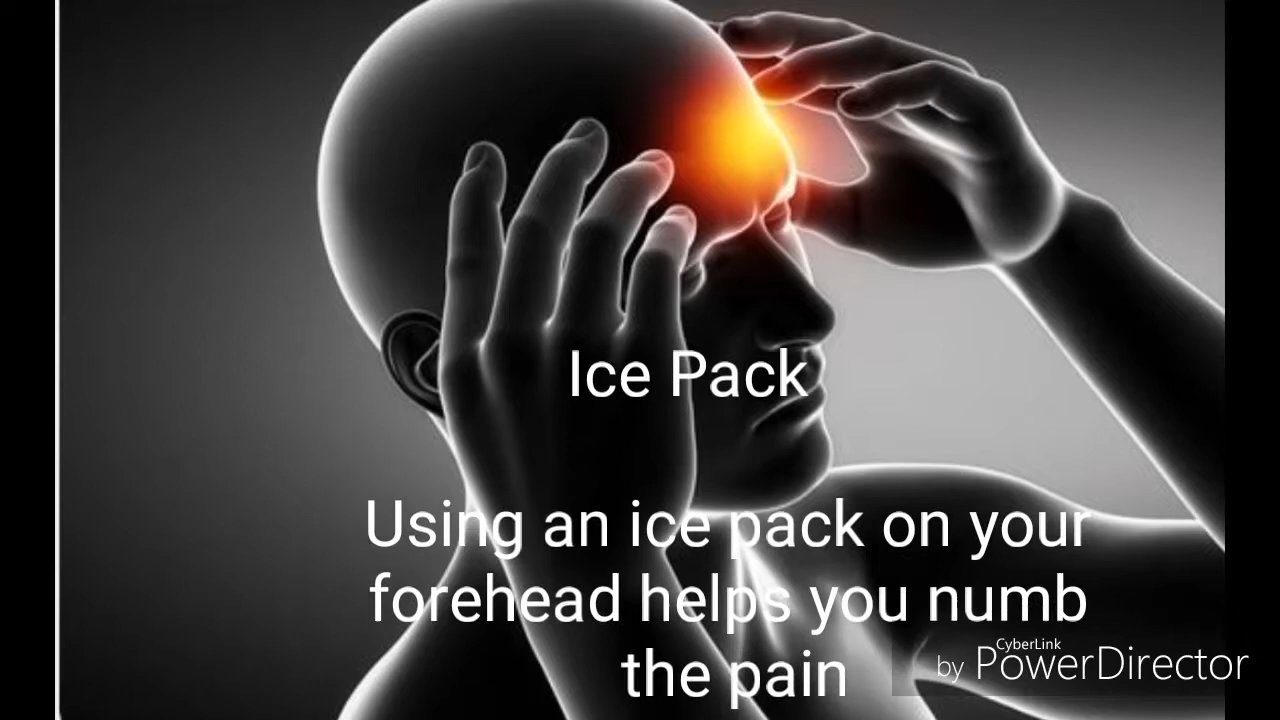 Ice Pack
Using an ice pack on your
forehead helps you numb
the pain
CyberLink
by PowerDirector